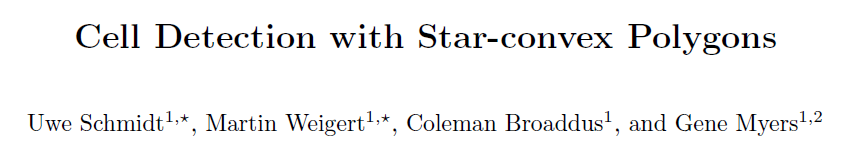 Cell Detection with Star-convex Polygons
Uwe Schmidt¹,⋆, Martin Weigert¹,⋆, Coleman Broaddus¹, and Gene Myers¹,²